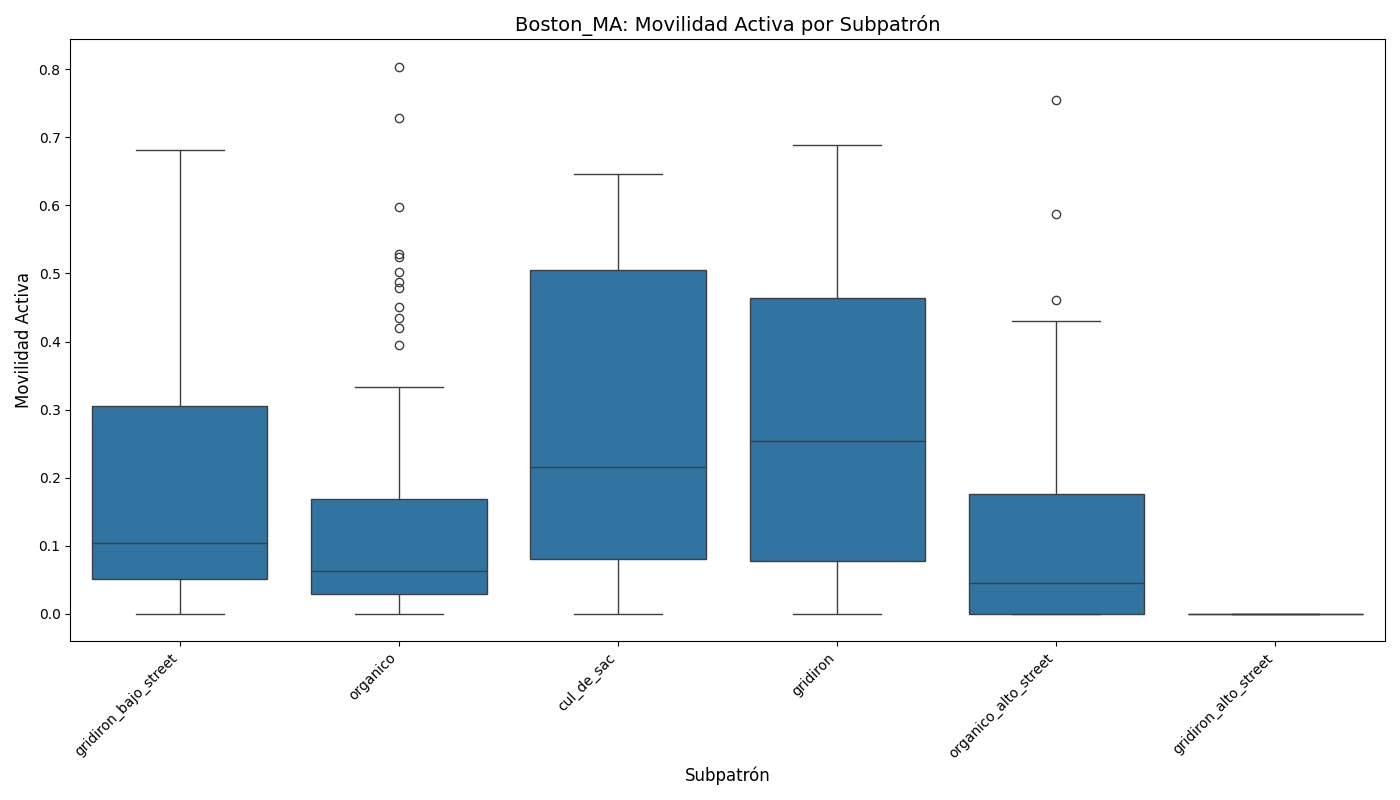 Boston_MA: Movilidad Activa por Subpatrón
Movilidad Activa
0.8
0.7
0.6
0.5
0.4
0.3
0.2
0.1
0.0
gridiron_bajo_street
organico
cul_de_sac
gridiron
organico_alto_street
gridiron_alto_street
Subpatrón